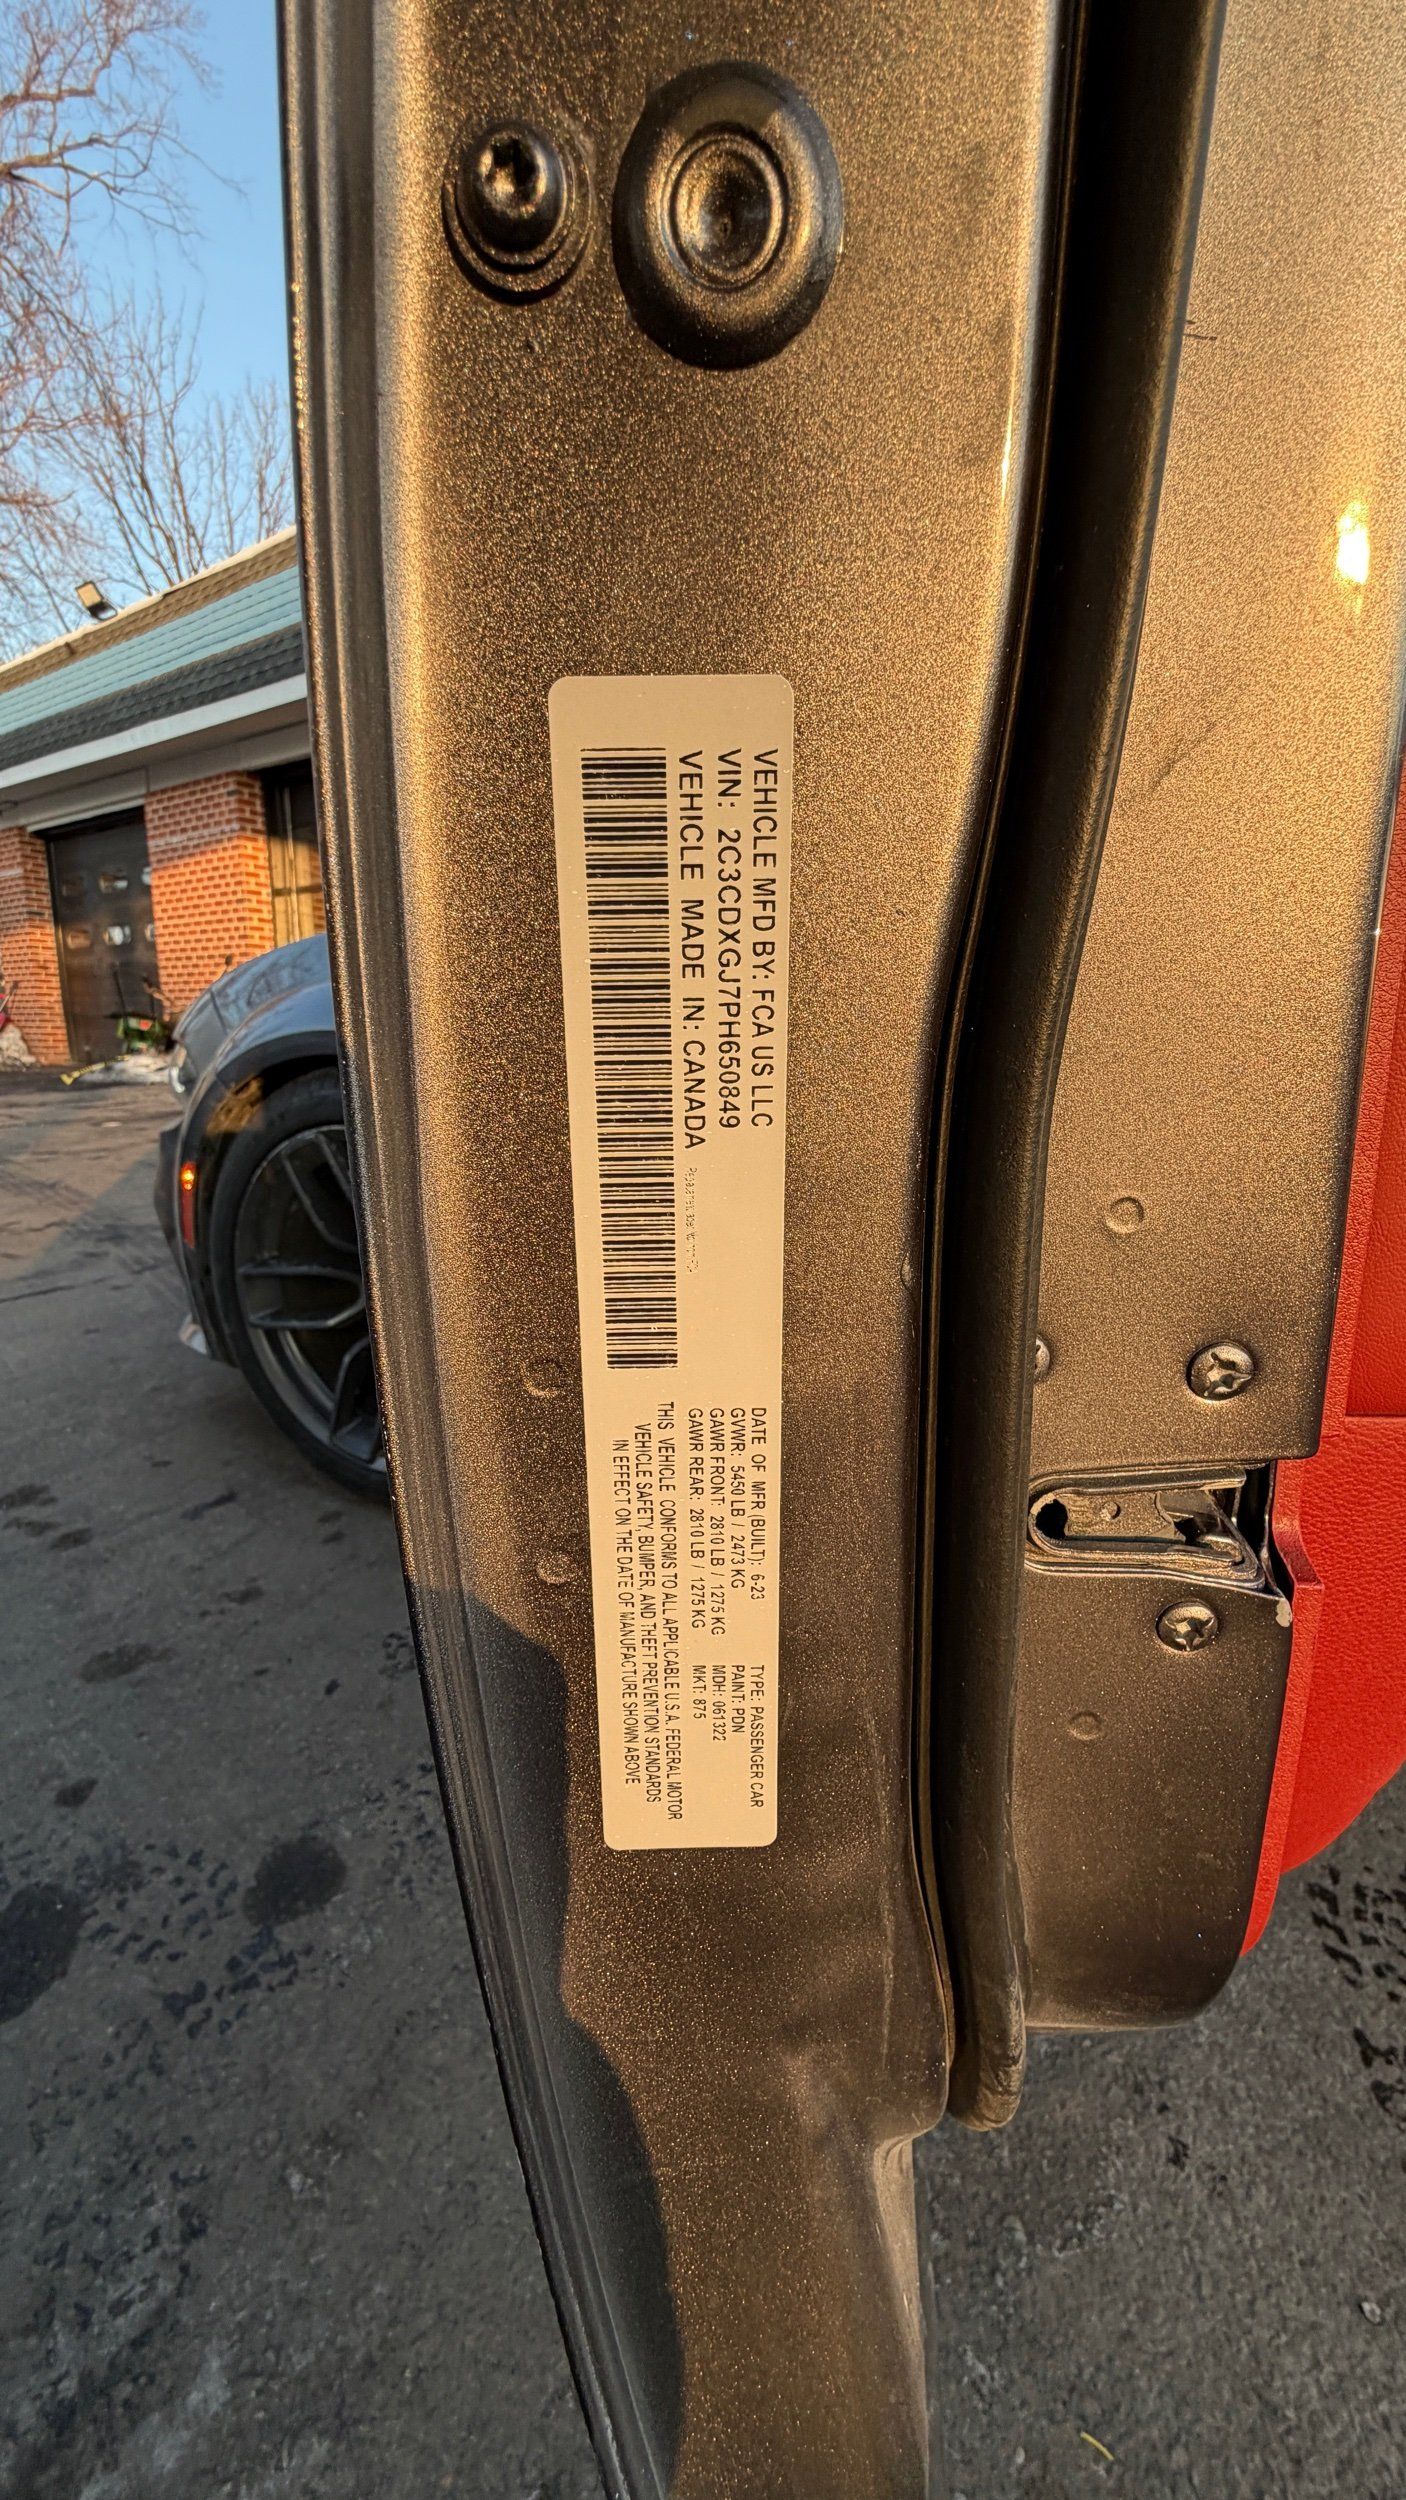 VEHICLE MFD BY: FCA US LLC
VIN: 2C3CDXGJ7PH650849
VEHICLE MADE IN: CANADA
DATE OF MFR (BUILT): 6-23
GVWR: 5450 LB / 2473 KG
GAWR FRONT: 2810 LB / 1275 KG
GAWR REAR: 2810 LB / 1275 KG
TYPE: PASSENGER CAR
PAINT: PDN
MDH: 061322
MKT: 875
THIS VEHICLE CONFORMS TO ALL APPLICABLE U.S.A. FEDERAL MOTOR
VEHICLE SAFETY, BUMPER, AND THEFT PREVENTION STANDARDS
IN EFFECT ON THE DATE OF MANUFACTURE SHOWN ABOVE